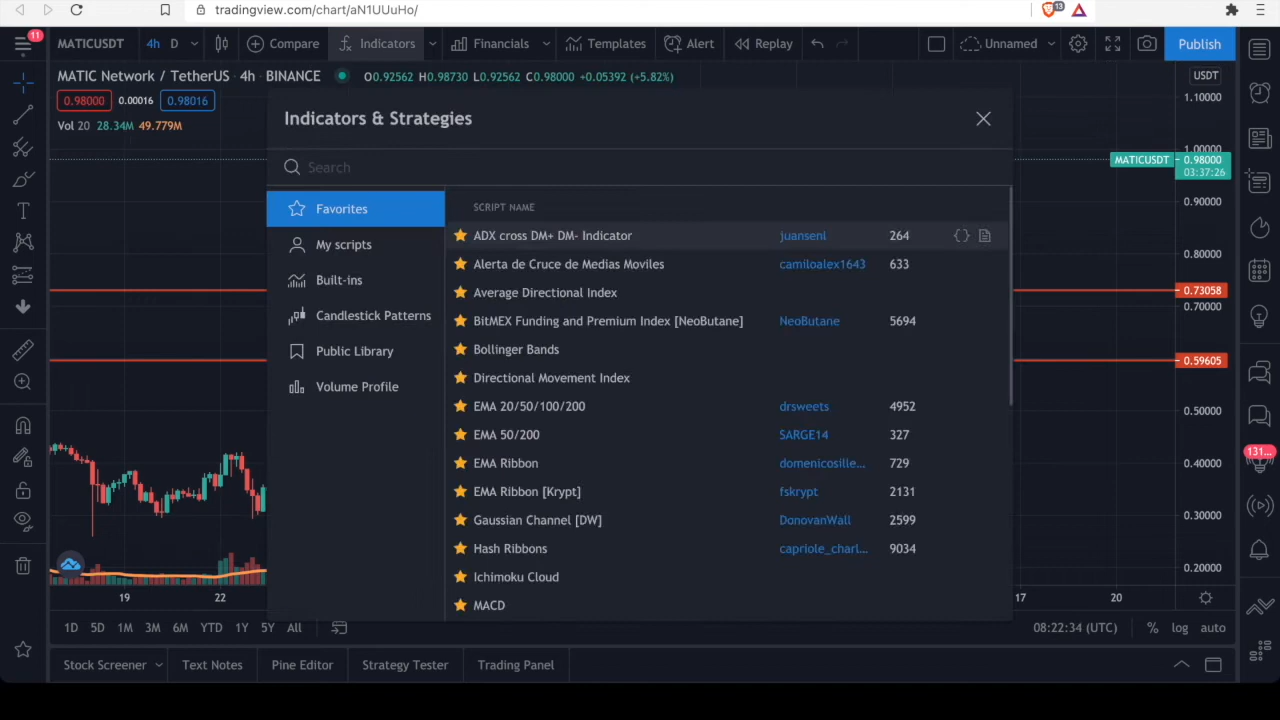 tradingview.com/chart/aN1UUuHo/
13
11
MATICUSDT 4h D Compare Indicators Financials Templates Alert Replay Unnamed Publish
MATIC Network / TetherUS · 4h · BINANCE O0.92562 H0.98730 L0.92562 C0.98000 +0.05392 (+5.82%)
USDT
0.98000 0.00016 0.98016
Vol 20 28.34M 49.779M
Indicators & Strategies
Search
Favorites
My scripts
Built-ins
Candlestick Patterns
Public Library
Volume Profile
SCRIPT NAME
ADX cross DM+ DM- Indicator juanseni 264
Alerta de Cruce de Medias Moviles camiloalex1643 633
Average Directional Index
BitMEX Funding and Premium Index [NeoButane] NeoButane 5694
Bollinger Bands
Directional Movement Index
EMA 20/50/100/200 drsweets 4952
EMA 50/200 SARGE14 327
EMA Ribbon domenicosille... 729
EMA Ribbon [Krypt] fskrypt 2131
Gaussian Channel [DW] DonovanWall 2599
Hash Ribbons capriole_charl... 9034
Ichimoku Cloud
MACD
1.10000
1.00000
MATICUSDT 0.98000
03:37:26
0.90000
0.80000
0.73058
0.70000
0.59605
0.50000
0.40000
0.30000
0.20000
131...
19 22 17 20
1D 5D 1M 3M 6M YTD 1Y 5Y All 08:22:34 (UTC) % log auto
Stock Screener Text Notes Pine Editor Strategy Tester Trading Panel